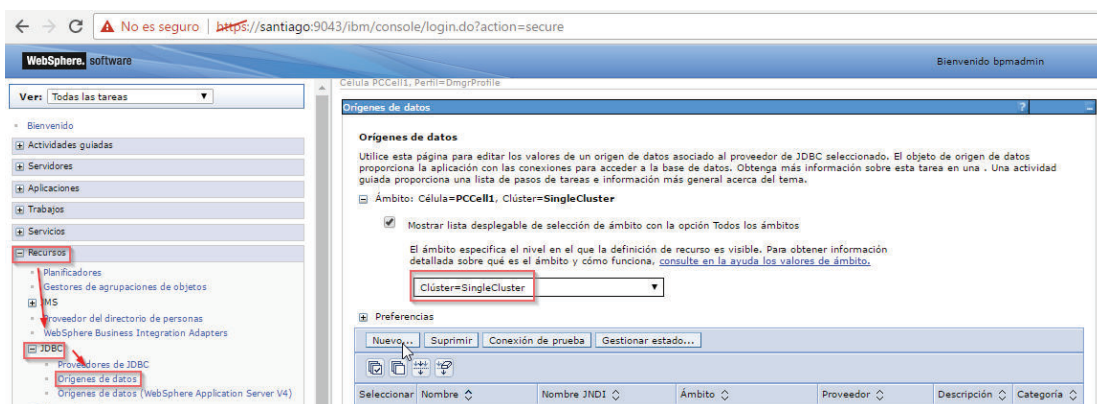 No es seguro | https://santiago:9043/ibm/console/login.do?action=secure
WebSphere. software
Bienvenido bpmadmin
Ver: Todas las tareas
Bienvenido
Actividades guiadas
Servidores
Aplicaciones
Trabajos
Servicios
Recursos
Planificadores
Gestores de agrupaciones de objetos
JMS
Proveedor del directorio de personas
WebSphere Business Integration Adapters
JDBC
Proveedores de JDBC
Orígenes de datos
Orígenes de datos (WebSphere Application Server V4)
Célula PCCell1, Perfil=DmgrProfile
Orígenes de datos ? -
Orígenes de datos
Utilice esta página para editar los valores de un origen de datos asociado al proveedor de JDBC seleccionado. El objeto de origen de datos
proporciona la aplicación con las conexiones para acceder a la base de datos. Obtenga más información sobre esta tarea en una . Una actividad
guiada proporciona una lista de pasos de tareas e información más general acerca del tema.
Ámbito: Célula=PCCell1, Clúster=SingleCluster
Mostrar lista desplegable de selección de ámbito con la opción Todos los ámbitos
El ámbito especifica el nivel en el que la definición de recurso es visible. Para obtener información
detallada sobre qué es el ámbito y cómo funciona, consulte en la ayuda los valores de ámbito.
Clúster=SingleCluster
Preferencias
Nuevo... Suprimir Conexión de prueba Gestionar estado...
Seleccionar Nombre Nombre JNDI Ámbito Proveedor Descripción Categoría